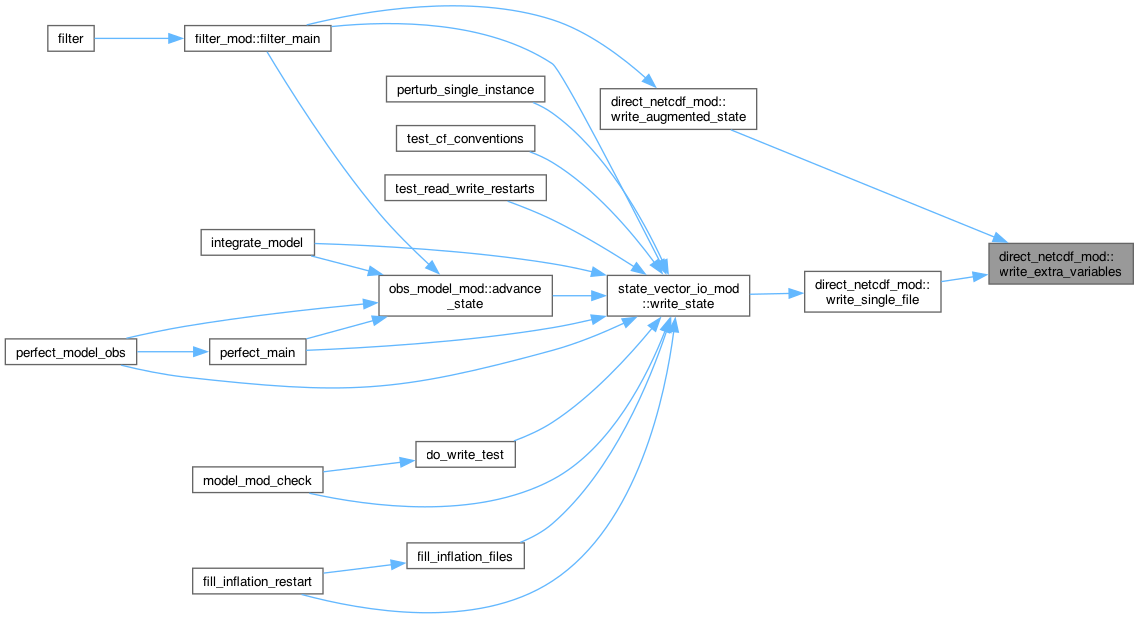 filter
filter_mod::filter_main
perturb_single_instance
direct_netcdf_mod::
write_augmented_state
test_cf_conventions
test_read_write_restarts
integrate_model
direct_netcdf_mod::
write_extra_variables
obs_model_mod::advance
_state
state_vector_io_mod
::write_state
direct_netcdf_mod::
write_single_file
perfect_model_obs
perfect_main
do_write_test
model_mod_check
fill_inflation_files
fill_inflation_restart